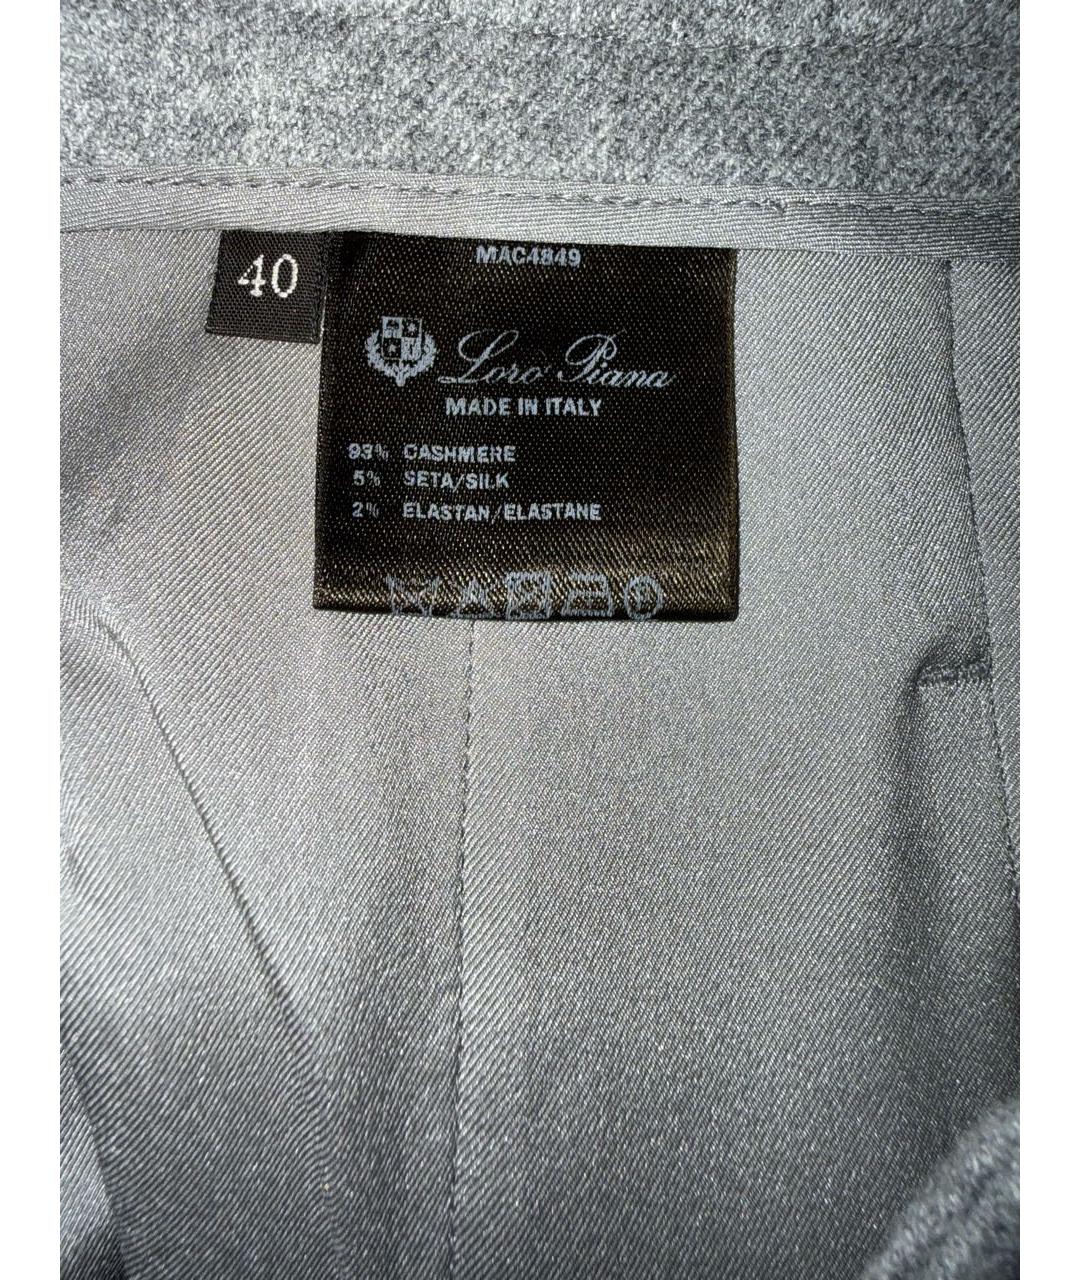 40
MAC4849
Loro Piana
MADE IN ITALY
93% CASHMERE
5% SETA/SILK
2% ELASTAN/ELASTANE